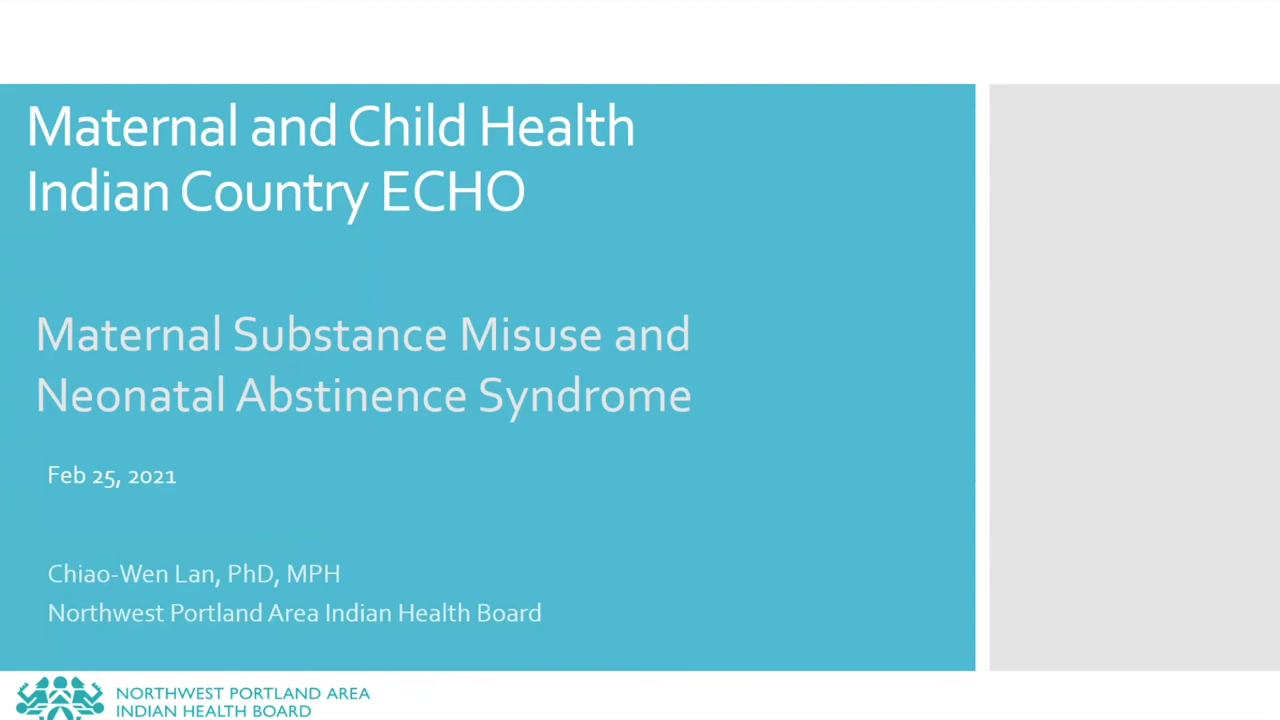 Maternal and Child Health
Indian Country ECHO
Maternal Substance Misuse and
Neonatal Abstinence Syndrome
Feb 25, 2021
Chiao-Wen Lan, PhD, MPH
Northwest Portland Area Indian Health Board
NORTHWEST PORTLAND AREA
INDIAN HEALTH BOARD